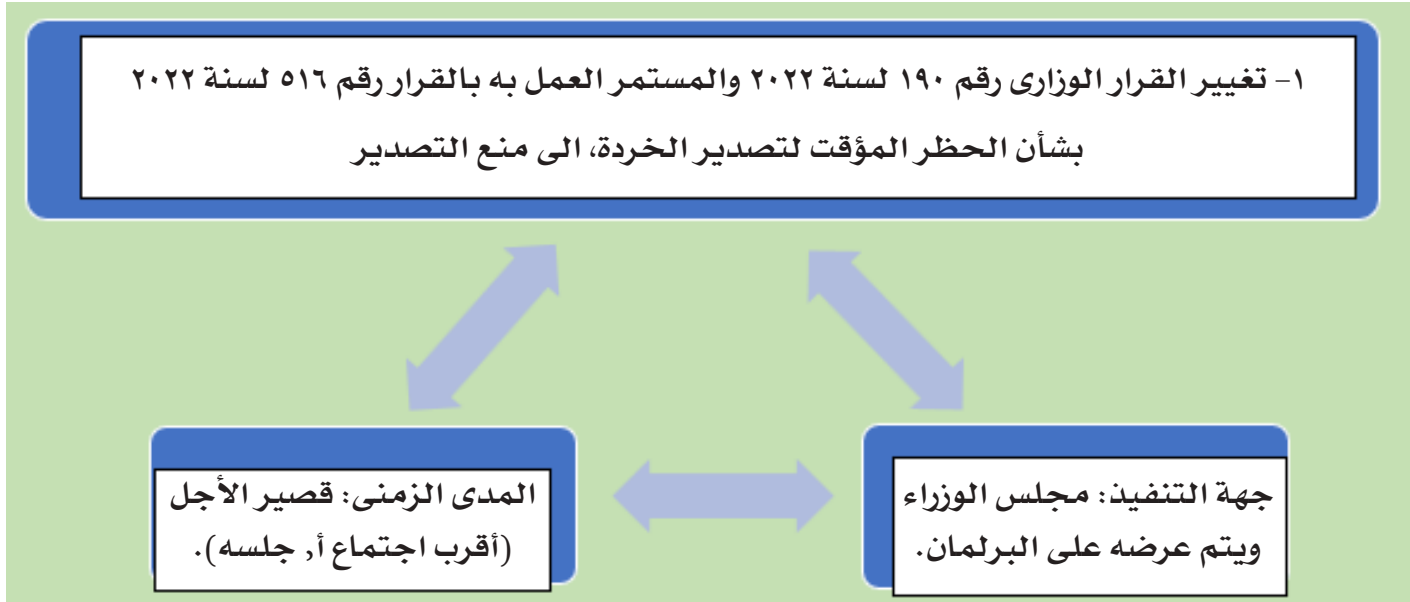 ١- تغيير القرار الوزارى رقم ١٩٠ لسنة ٢٠٢٢ والمستمر العمل به بالقرار رقم ٥١٦ لسنة ٢٠٢٢
بشأن الحظر المؤقت لتصدير الخردة، الى منع التصدير
جهة التنفيذ: مجلس الوزراء
ويتم عرضه على البرلمان.
المدى الزمنى: قصير الأجل
(أقرب اجتماع أ, جلسه).